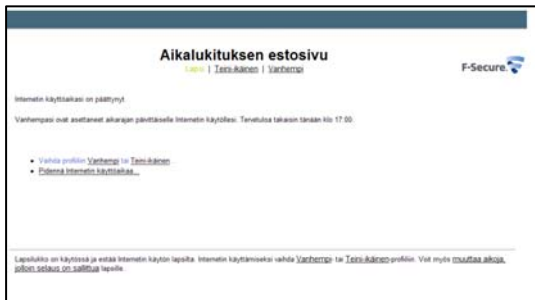 Aikalukituksen estosivu
Lapsi | Teini-ikäinen | Vanhempi
F-Secure.
Internetin käyttöaikasi on päättynyt
Vanhempasi ovat asettaneet aikarajan päivittäiselle Internetin käytöllesi. Tervetuloa takaisin tänään klo 17:00.
Vaihda profiiliin Vanhempi tai Teini-ikäinen
Pidennä Internetin käyttöaikaa...
Lapsilukko on käytössä ja estää Internetin käytön lapsilta. Internetin käyttämiseksi vaihda Vanhempi- tai Teini-ikäinen-profiiliin. Voit myös muuttaa aikoja,
jolloin selaus on sallittua lapsille.